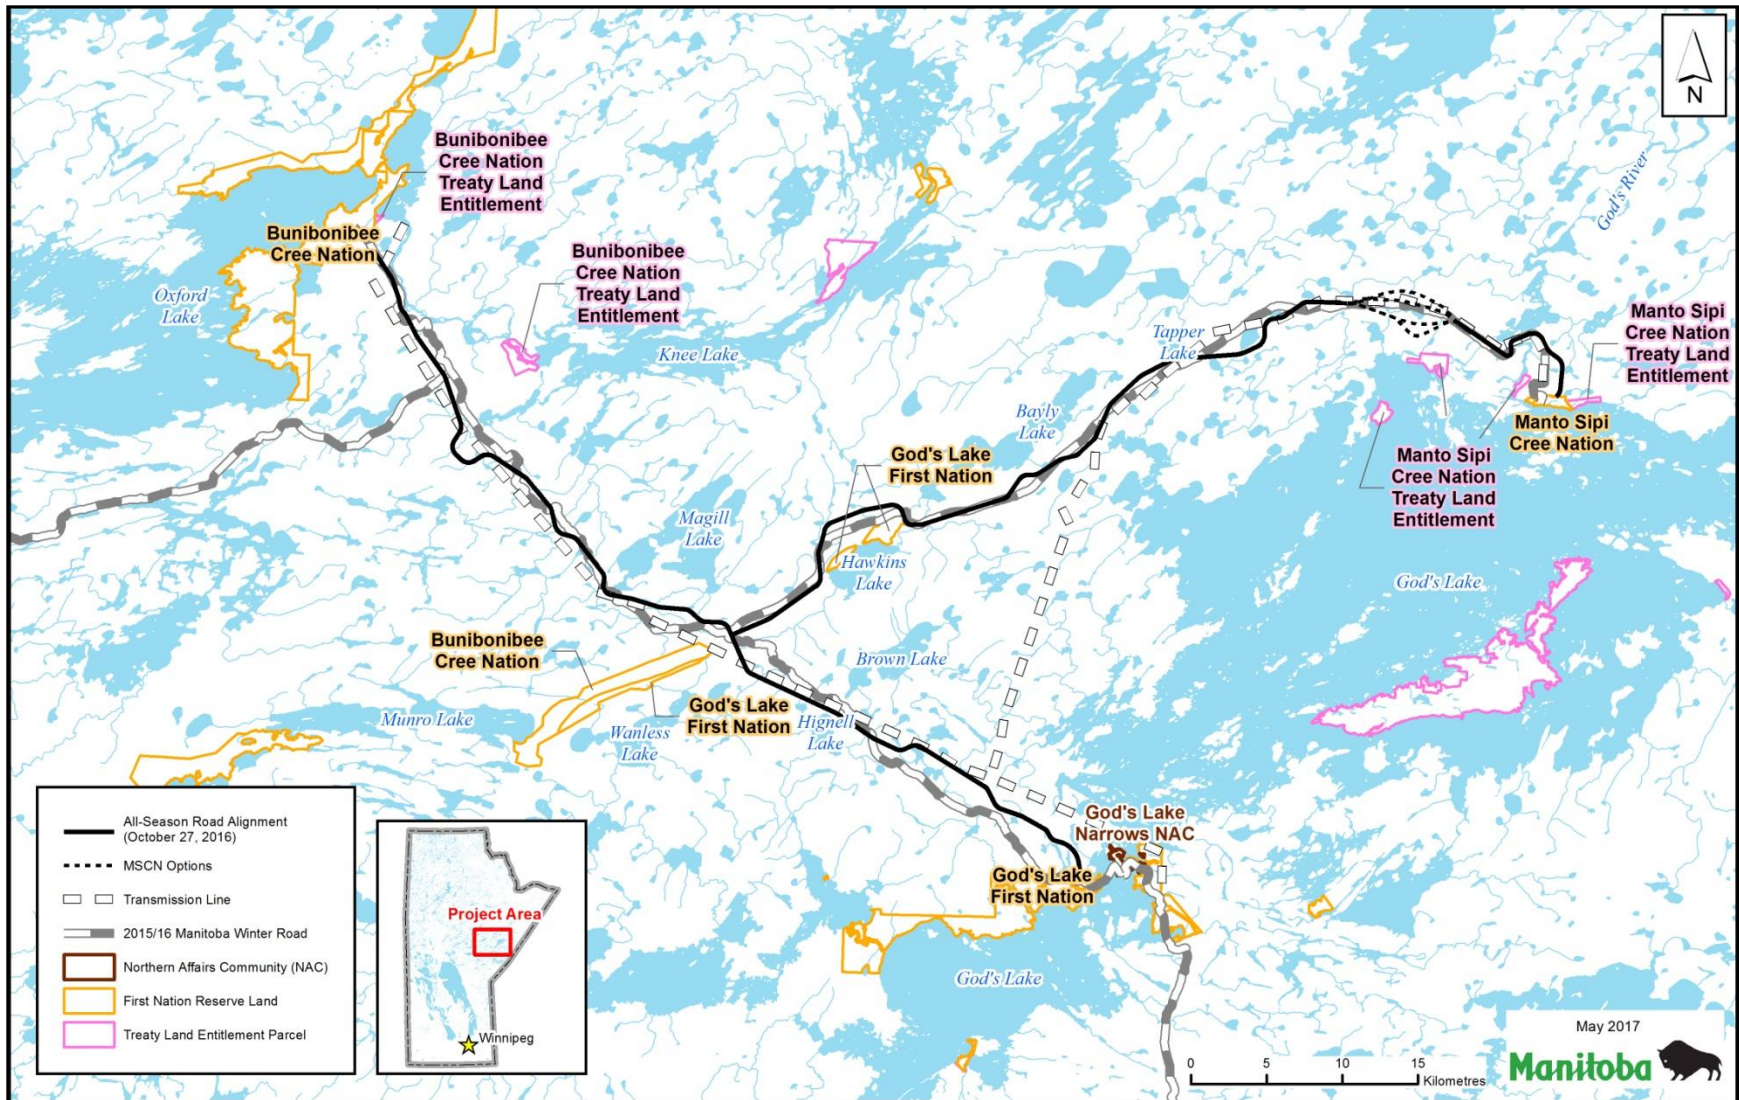 N
Bunibonibee
Cree Nation
Treaty Land
Entitlement
God's River
Bunibonibee
Cree Nation
Bunibonibee
Cree Nation
Treaty Land
Entitlement
Oxford
Lake
Knee Lake
Tapper
Lake
Manto Sipi
Cree Nation
Treaty Land
Entitlement
Bayly
Lake
Manto Sipi
Cree Nation
God's Lake
First Nation
Manto Sipi
Cree Nation
Treaty Land
Entitlement
Magill
Lake
Hawkins
Lake
God's Lake
Bunibonibee
Cree Nation
Brown Lake
Munro Lake
God's Lake
First Nation
Wanless
Lake
Hignell
Lake
God's Lake
Narrows NAC
God's Lake
First Nation
God's Lake
All-Season Road Alignment
(October 27, 2016)
MSCN Options
Transmission Line
2015/16 Manitoba Winter Road
Northern Affairs Community (NAC)
First Nation Reserve Land
Treaty Land Entitlement Parcel
Project Area
Winnipeg
May 2017
0 5 10 15
Kilometres
Manitoba